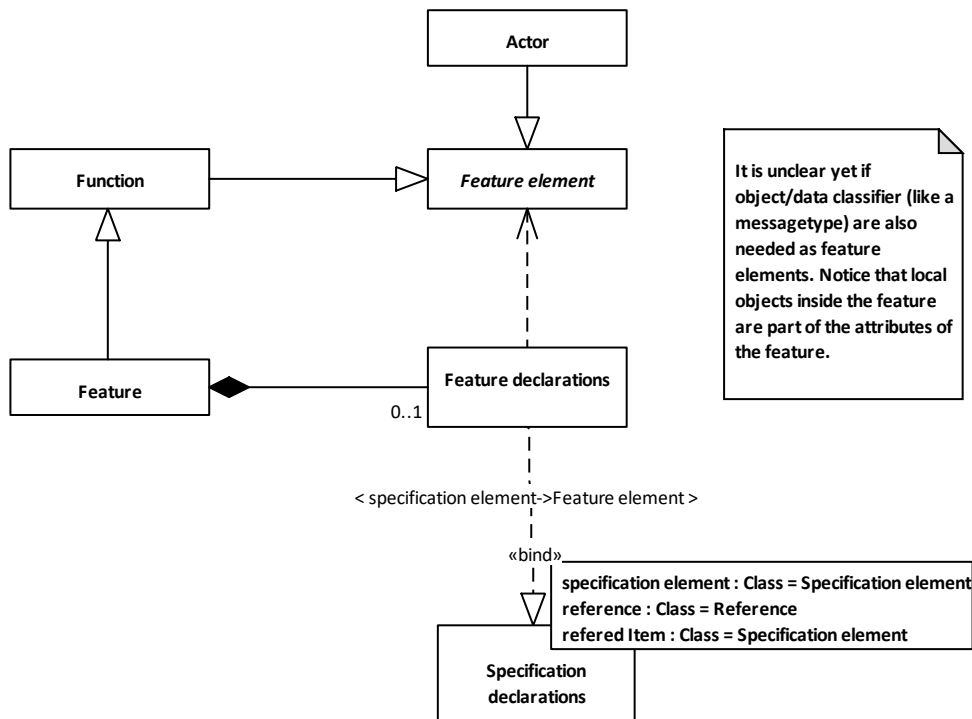 Actor
Function
Feature element
It is unclear yet if
object/data classifier (like a
messagetype) are also
needed as feature
elements. Notice that local
objects inside the feature
are part of the attributes of
the feature.
Feature
Feature declarations
0..1
< specification element->Feature element >
«bind»
specification element : Class = Specification element
reference : Class = Reference
refered Item : Class = Specification element
Specification
declarations